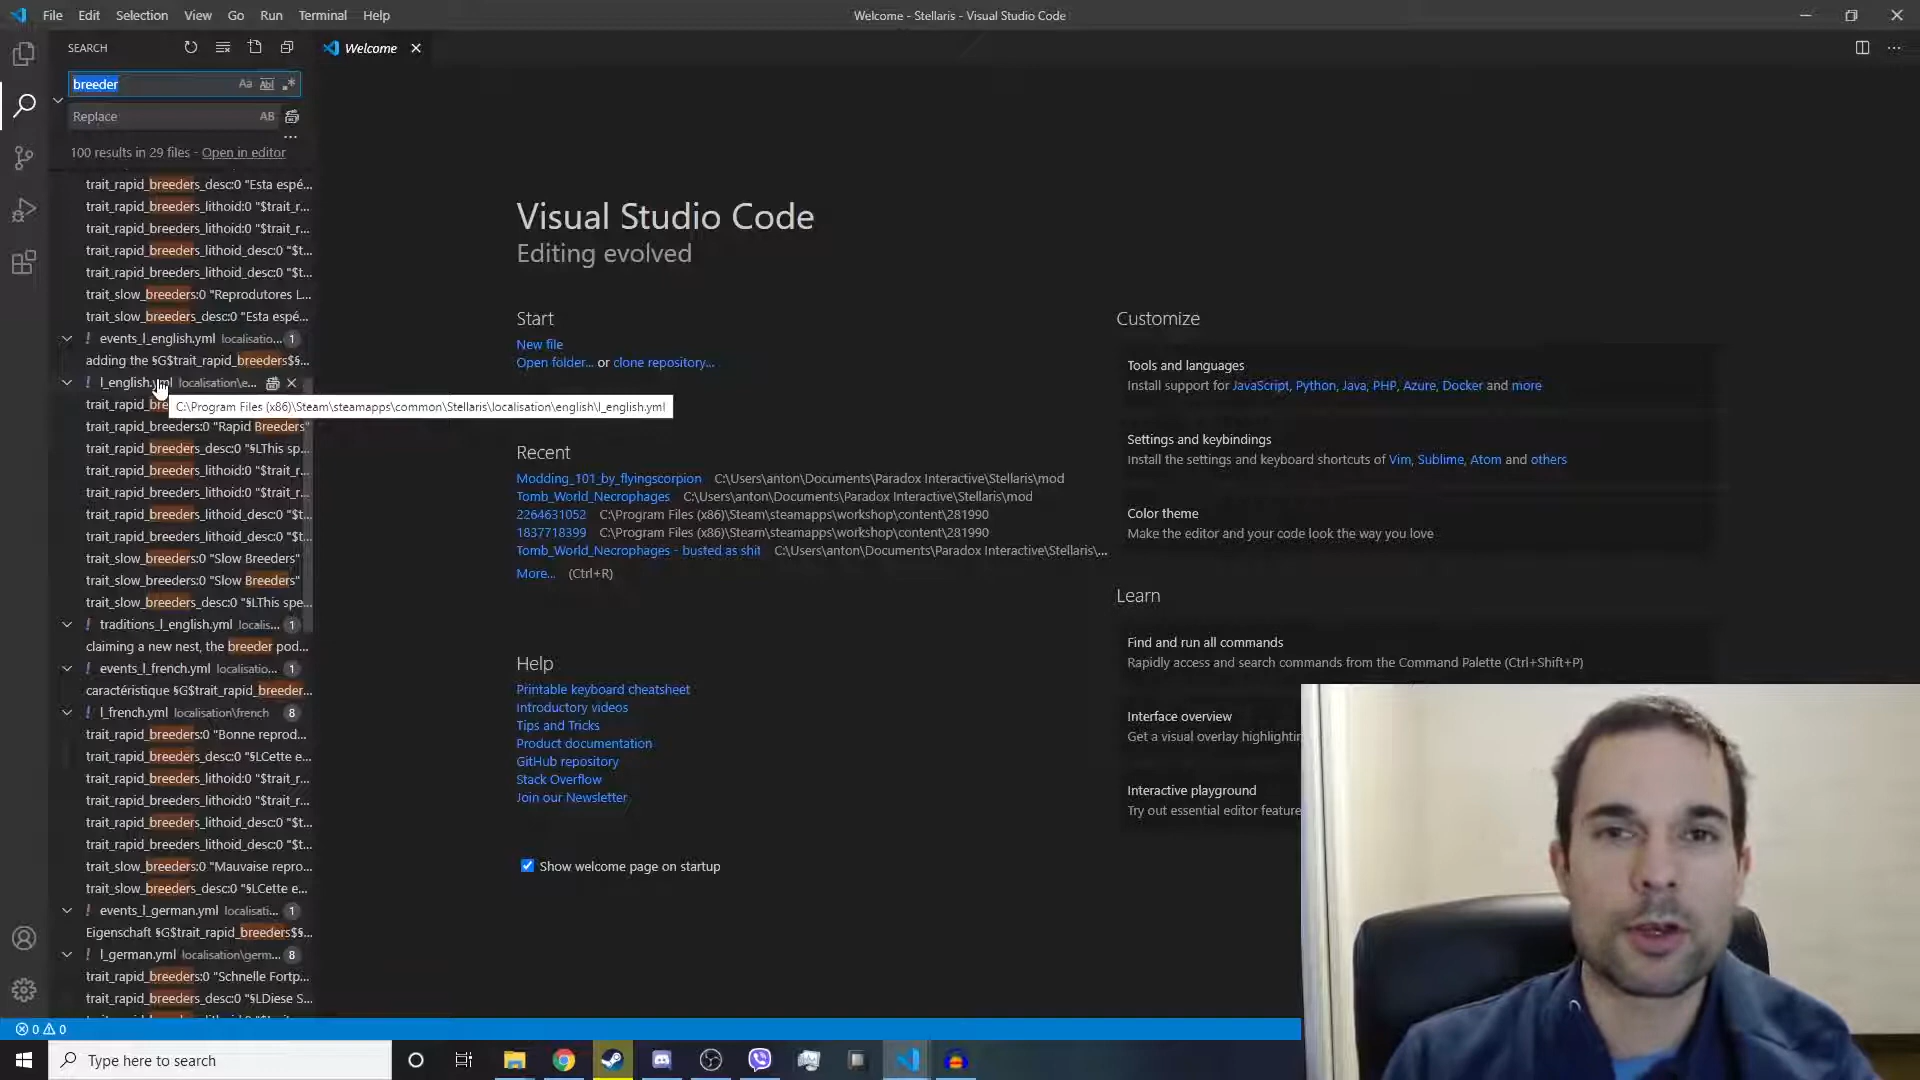 File Edit Selection View Go Run Terminal Help
Welcome - Stellaris - Visual Studio Code
SEARCH
Welcome
breeder
Aa Abl .*
Replace
AB
...
100 results in 29 files - Open in editor
trait_rapid_breeders_desc:0 "Esta espé...
trait_rapid_breeders_lithoid:0 "$trait_r...
trait_rapid_breeders_lithoid:0 "$trait_r...
trait_rapid_breeders_lithoid_desc:0 "$t...
trait_rapid_breeders_lithoid_desc:0 "$t...
trait_slow_breeders:0 "Reprodutores L...
trait_slow_breeders_desc:0 "Esta espé...
! events_l_english.yml localisatio... 1
adding the §G$trait_rapid_breeders$§...
! l_english.yml localisation\e...
trait_rapid_bre
C:\Program Files (x86)\Steam\steamapps\common\Stellaris\localisation\english\l_english.yml
trait_rapid_breeders:0 "Rapid Breeders"
trait_rapid_breeders_desc:0 "§LThis sp...
trait_rapid_breeders_lithoid:0 "$trait_r...
trait_rapid_breeders_lithoid:0 "$trait_r...
trait_rapid_breeders_lithoid_desc:0 "$t...
trait_rapid_breeders_lithoid_desc:0 "$t...
trait_slow_breeders:0 "Slow Breeders"
trait_slow_breeders:0 "Slow Breeders"
trait_slow_breeders_desc:0 "§LThis spe...
! traditions_l_english.yml localis... 1
claiming a new nest, the breeder pod...
! events_l_french.yml localisatio... 1
caractéristique §G$trait_rapid_breeder...
! l_french.yml localisation\french 8
trait_rapid_breeders:0 "Bonne reprod...
trait_rapid_breeders_desc:0 "§LCette e...
trait_rapid_breeders_lithoid:0 "$trait_r...
trait_rapid_breeders_lithoid:0 "$trait_r...
trait_rapid_breeders_lithoid_desc:0 "$t...
trait_rapid_breeders_lithoid_desc:0 "$t...
trait_slow_breeders:0 "Mauvaise repro...
trait_slow_breeders_desc:0 "§LCette e...
! events_l_german.yml localisati... 1
Eigenschaft §G$trait_rapid_breeders$§...
! l_german.yml localisation\germ... 8
trait_rapid_breeders:0 "Schnelle Fortp...
trait_rapid_breeders_desc:0 "§LDiese S...
Visual Studio Code
Editing evolved
Start
New file
Open folder... or clone repository...
Recent
Modding_101_by_flyingscorpion C:\Users\anton\Documents\Paradox Interactive\Stellaris\mod
Tomb_World_Necrophages C:\Users\anton\Documents\Paradox Interactive\Stellaris\mod
2264631052 C:\Program Files (x86)\Steam\steamapps\workshop\content\281990
1837718399 C:\Program Files (x86)\Steam\steamapps\workshop\content\281990
Tomb_World_Necrophages - busted as shit C:\Users\anton\Documents\Paradox Interactive\Stellaris\...
More... (Ctrl+R)
Help
Printable keyboard cheatsheet
Introductory videos
Tips and Tricks
Product documentation
GitHub repository
Stack Overflow
Join our Newsletter
Show welcome page on startup
Customize
Tools and languages
Install support for JavaScript, Python, Java, PHP, Azure, Docker and more
Settings and keybindings
Install the settings and keyboard shortcuts of Vim, Sublime, Atom and others
Color theme
Make the editor and your code look the way you love
Learn
Find and run all commands
Rapidly access and search commands from the Command Palette (Ctrl+Shift+P)
Interface overview
Get a visual overlay highlightin
Interactive playground
Try out essential editor feature
0 0
Type here to search